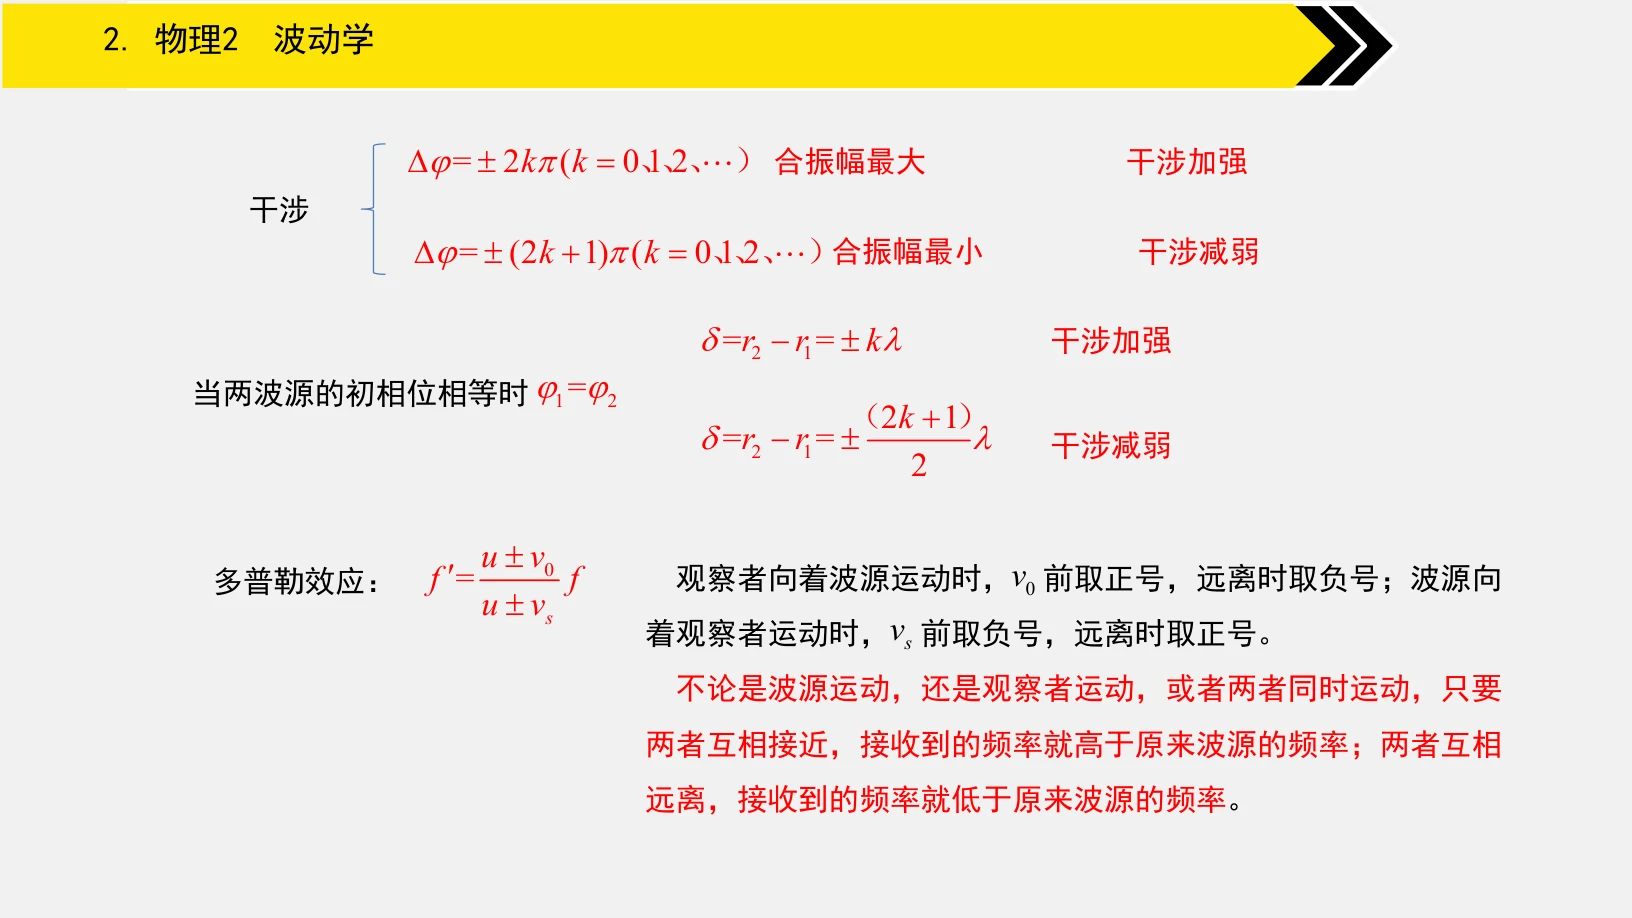 2. 物理2 波动学
Δφ=±2kπ(k=0、1、2、⋯) 合振幅最大 干涉加强
干涉
Δφ=±(2k+1)π(k=0、1、2、⋯) 合振幅最小 干涉减弱
δ=r₂−r₁=±kλ 干涉加强
当两波源的初相位相等时 φ₁=φ₂
δ=r₂−r₁=±(2k+1)/2 λ 干涉减弱
多普勒效应: f′=(u±v₀)/(u±vₛ) f
观察者向着波源运动时，v₀ 前取正号，远离时取负号；波源向
着观察者运动时，vₛ 前取负号，远离时取正号。
不论是波源运动，还是观察者运动，或者两者同时运动，只要
两者互相接近，接收到的频率就高于原来波源的频率；两者互相
远离，接收到的频率就低于原来波源的频率。